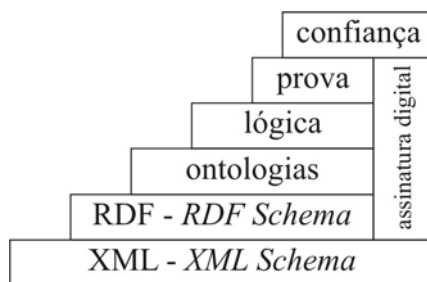 confiança
prova
lógica
ontologias
RDF - RDF Schema
XML - XML Schema
assinatura digital